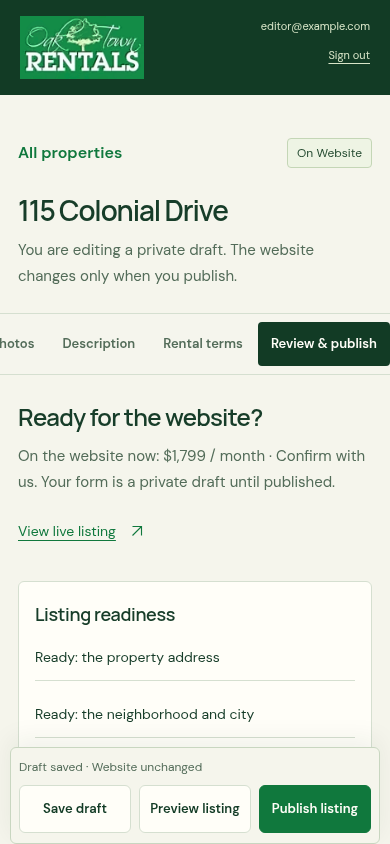 Oak Town
RENTALS
editor@example.com
Sign out
All properties
On Website
115 Colonial Drive
You are editing a private draft. The website
changes only when you publish.
hotos
Description
Rental terms
Review & publish
Ready for the website?
On the website now: $1,799 / month · Confirm with
us. Your form is a private draft until published.
View live listing
Listing readiness
Ready: the property address
Ready: the neighborhood and city
Draft saved · Website unchanged
Save draft
Preview listing
Publish listing